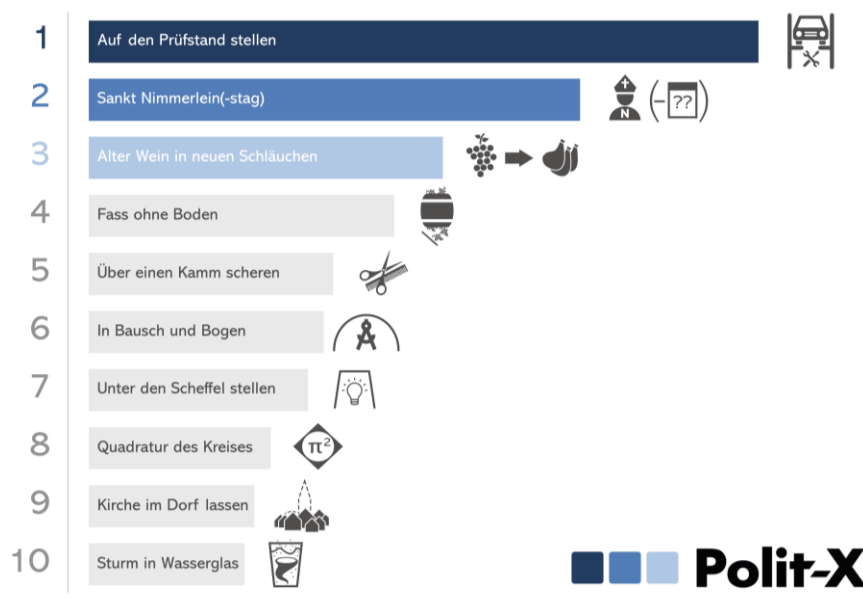 1 Auf den Prüfstand stellen
2 Sankt Nimmerlein(-stag) N (-??)
3 Alter Wein in neuen Schläuchen
4 Fass ohne Boden
5 Über einen Kamm scheren
6 In Bausch und Bogen
7 Unter den Scheffel stellen
8 Quadratur des Kreises π²
9 Kirche im Dorf lassen
10 Sturm in Wasserglas
Polit-X